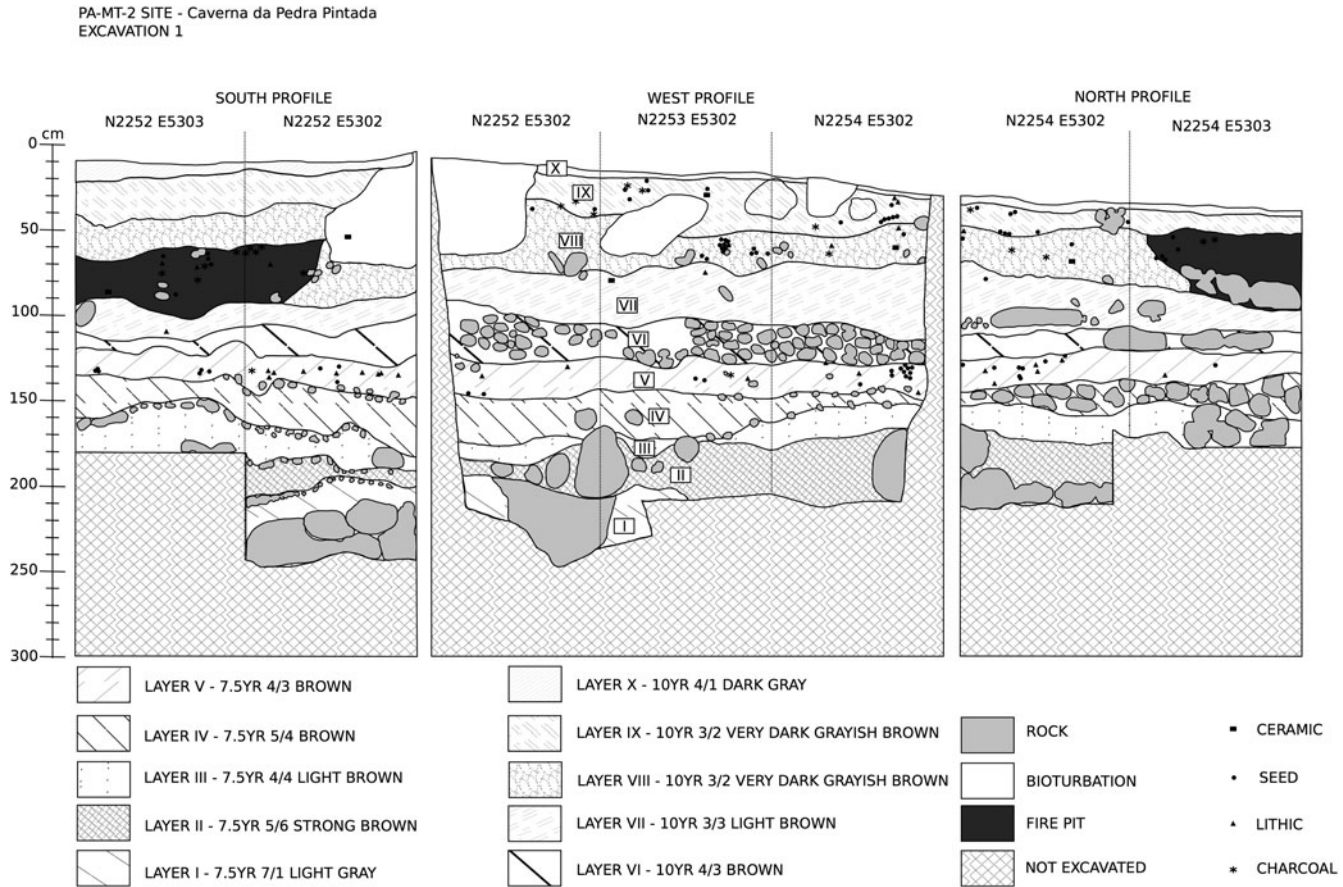 PA-MT-2 SITE - Caverna da Pedra Pintada
EXCAVATION 1
SOUTH PROFILE
N2252 E5303
N2252 E5302
WEST PROFILE
N2252 E5302
N2253 E5302
N2254 E5302
NORTH PROFILE
N2254 E5302
N2254 E5303
cm
0
50
100
150
200
250
300
X
IX
VIII
VII
VI
V
IV
III
II
I
LAYER V - 7.5YR 4/3 BROWN
LAYER IV - 7.5YR 5/4 BROWN
LAYER III - 7.5YR 4/4 LIGHT BROWN
LAYER II - 7.5YR 5/6 STRONG BROWN
LAYER I - 7.5YR 7/1 LIGHT GRAY
LAYER X - 10YR 4/1 DARK GRAY
LAYER IX - 10YR 3/2 VERY DARK GRAYISH BROWN
LAYER VIII - 10YR 3/2 VERY DARK GRAYISH BROWN
LAYER VII - 10YR 3/3 LIGHT BROWN
LAYER VI - 10YR 4/3 BROWN
ROCK
BIOTURBATION
FIRE PIT
NOT EXCAVATED
CERAMIC
SEED
LITHIC
CHARCOAL